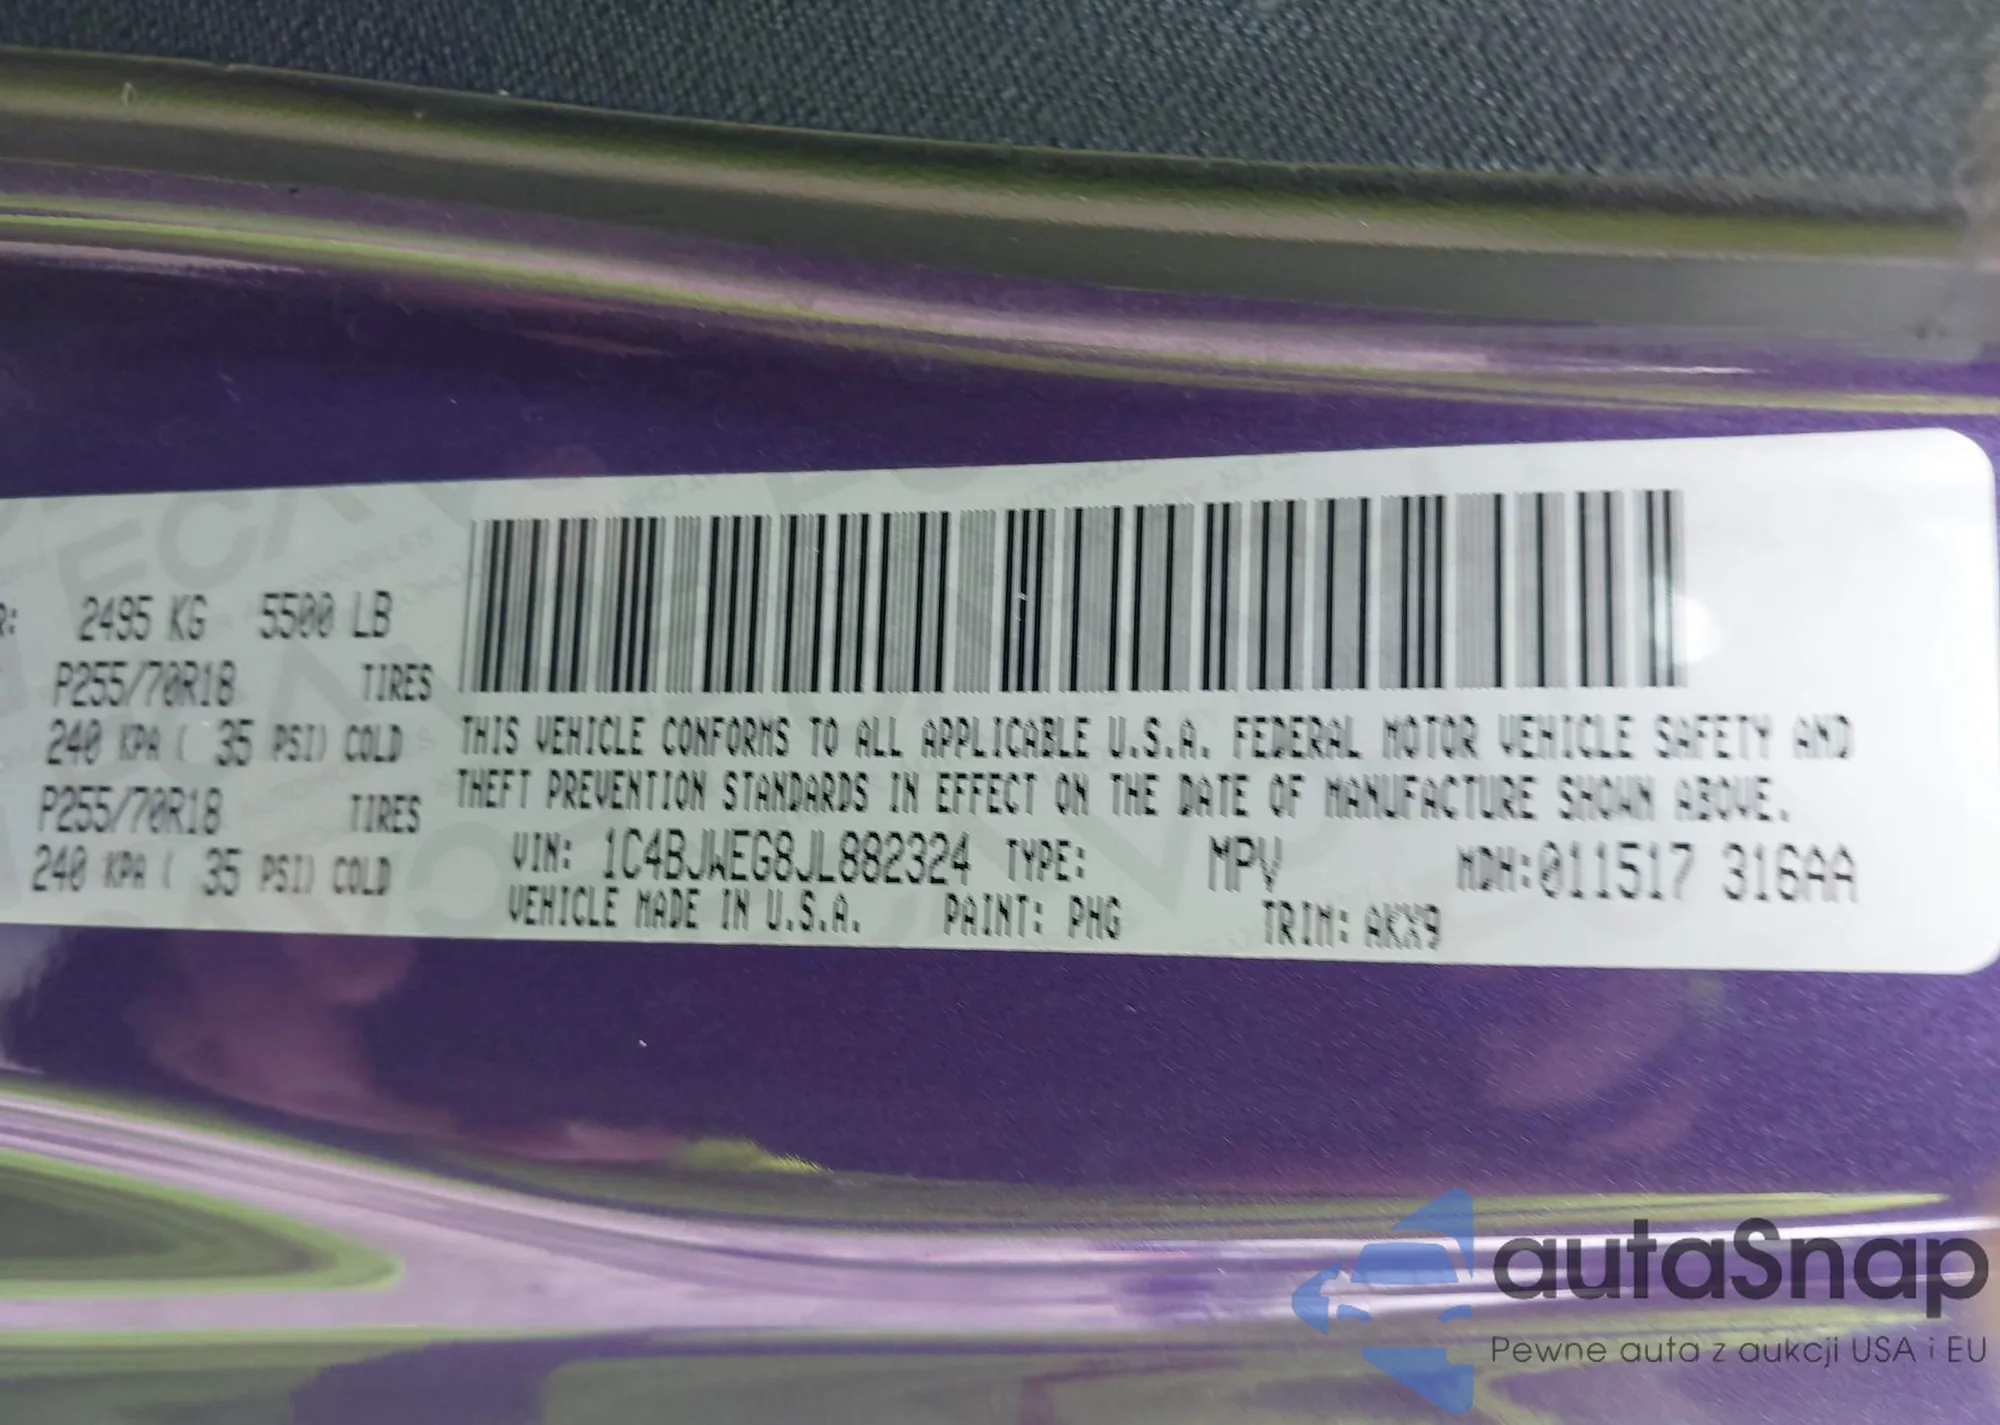 R: 2495 KG 5500 LB
P255/70R18 TIRES
240 KPA ( 35 PSI) COLD
P255/70R18 TIRES
240 KPA ( 35 PSI) COLD
THIS VEHICLE CONFORMS TO ALL APPLICABLE U.S.A. FEDERAL MOTOR VEHICLE SAFETY AND
THEFT PREVENTION STANDARDS IN EFFECT ON THE DATE OF MANUFACTURE SHOWN ABOVE.
VIN: 1C4BJWEG8JL882324 TYPE: MPV MDH:011517 316AA
VEHICLE MADE IN U.S.A. PAINT: PHG TRIM: AKX9
autaSnap
Pewne auta z aukcji USA i EU